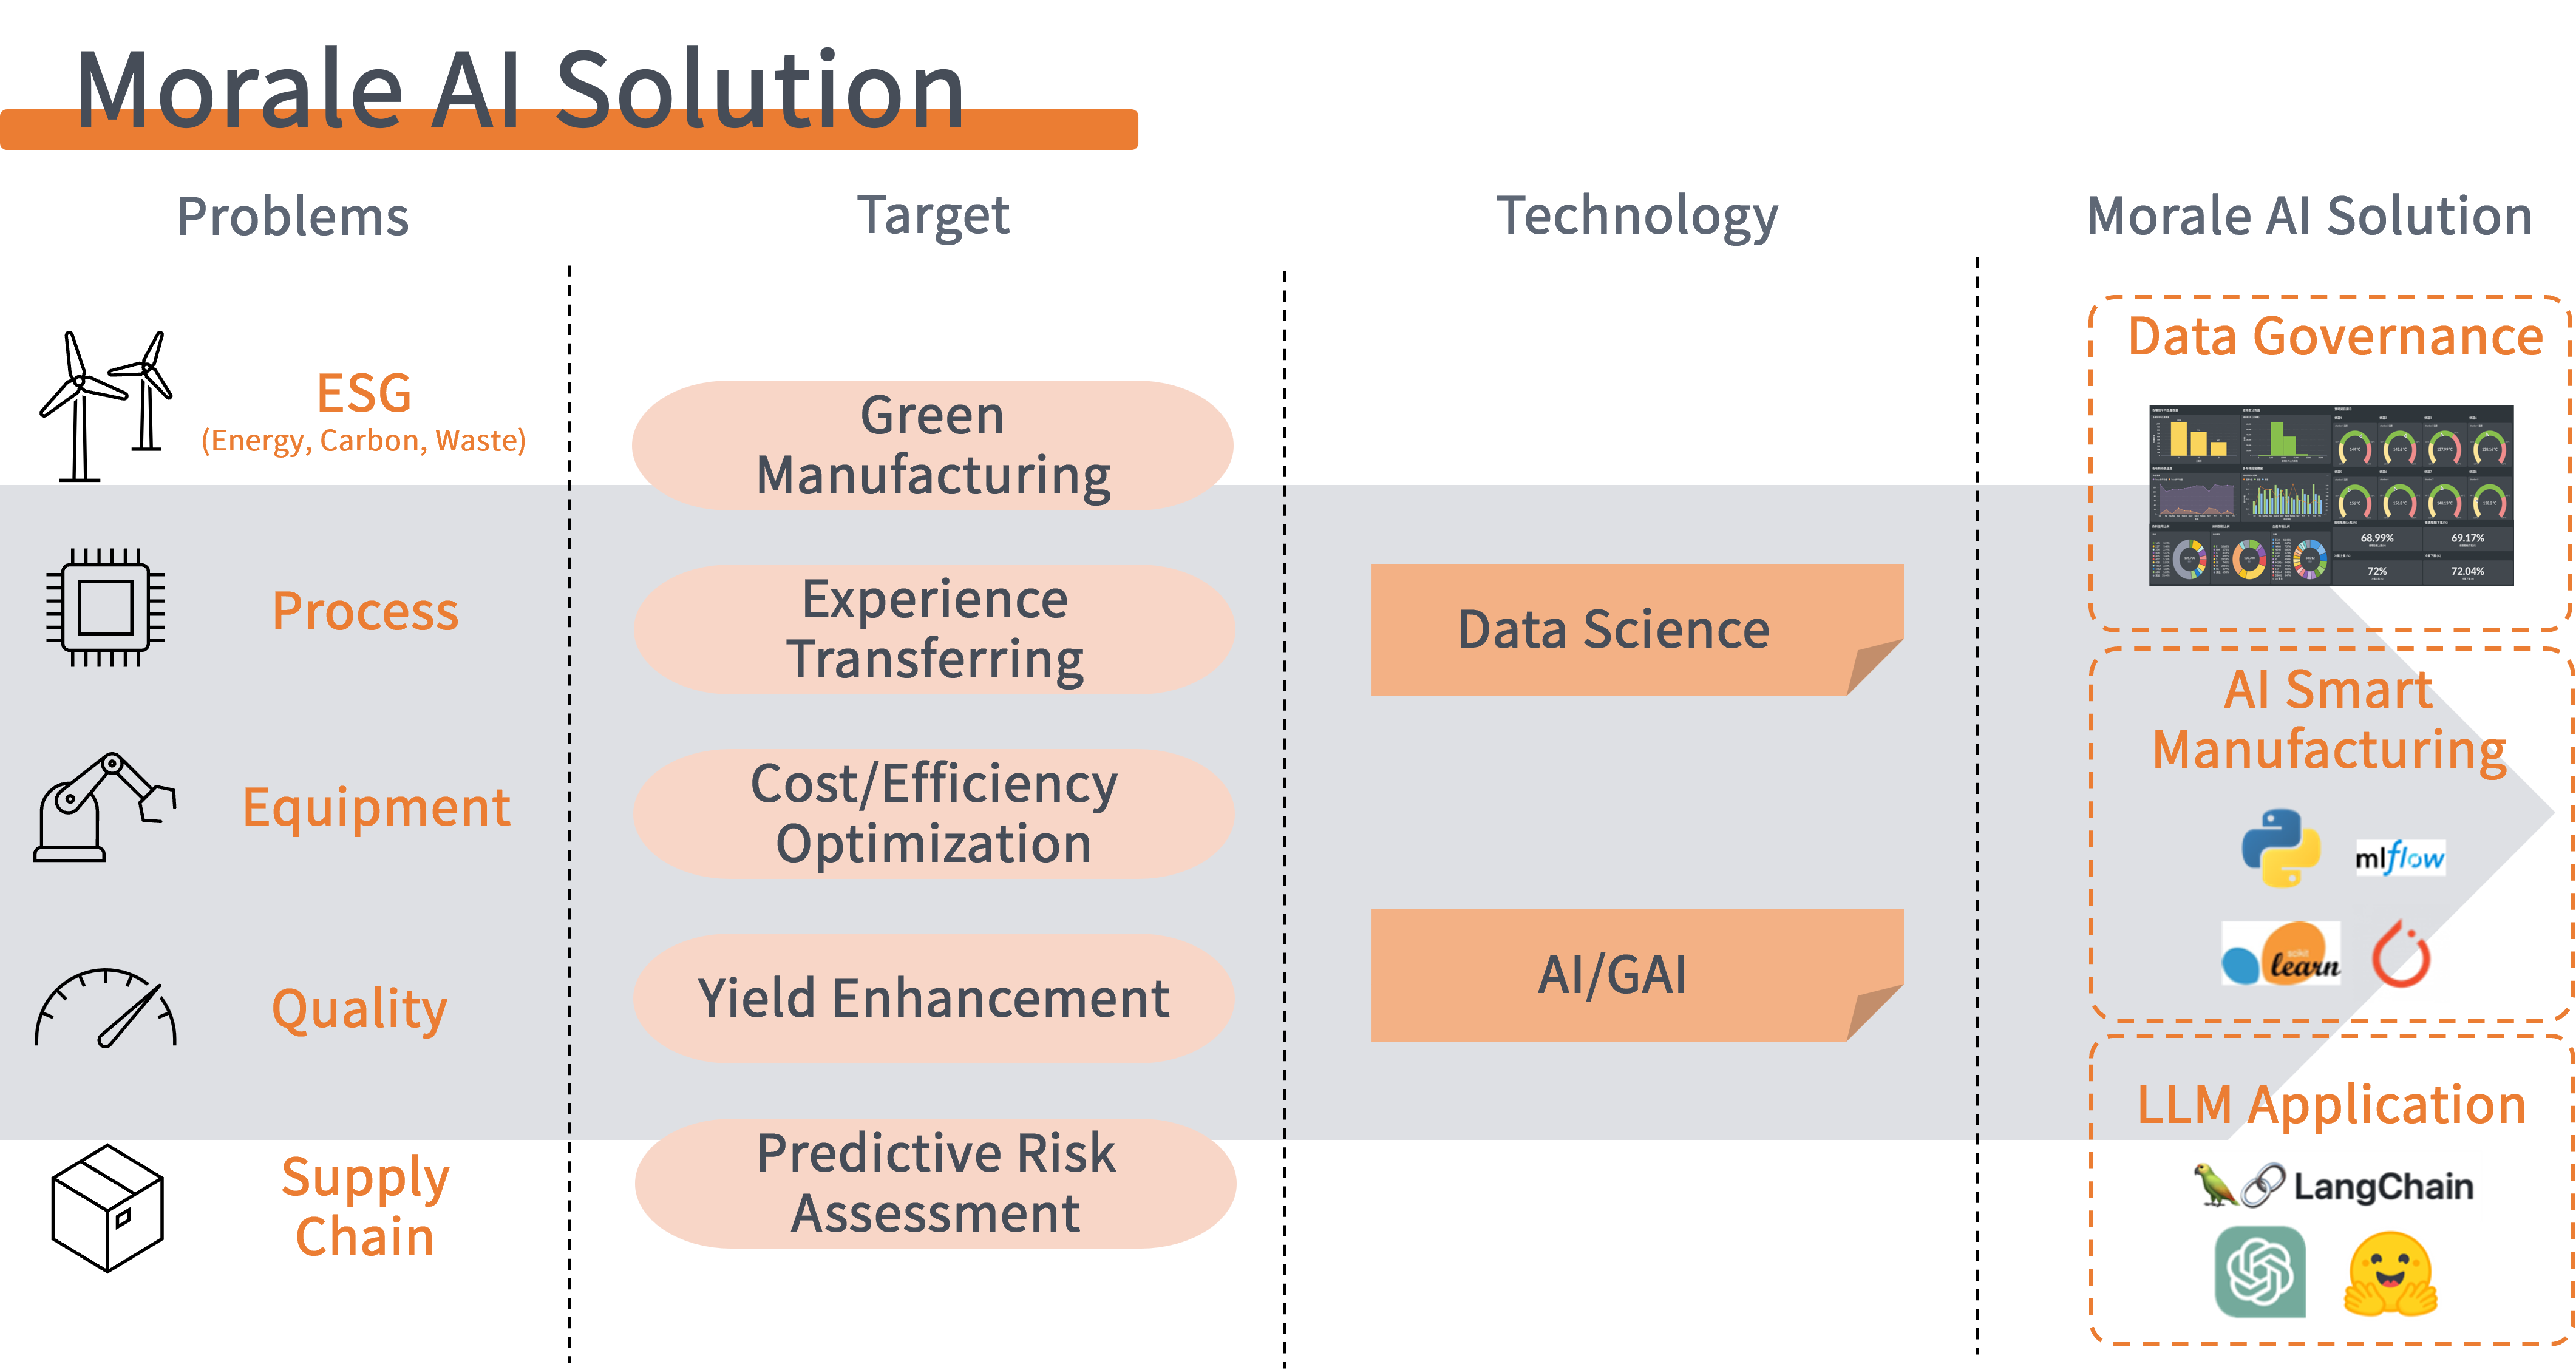 Morale AI Solution
Problems
Target
Technology
Morale AI Solution
ESG
(Energy, Carbon, Waste)
Process
Equipment
Quality
Supply
Chain
Green
Manufacturing
Experience
Transferring
Cost/Efficiency
Optimization
Yield Enhancement
Predictive Risk
Assessment
Data Science
AI/GAI
Data Governance
68.99%
69.17%
72%
72.04%
AI Smart
Manufacturing
mlflow
scikit
learn
LLM Application
LangChain